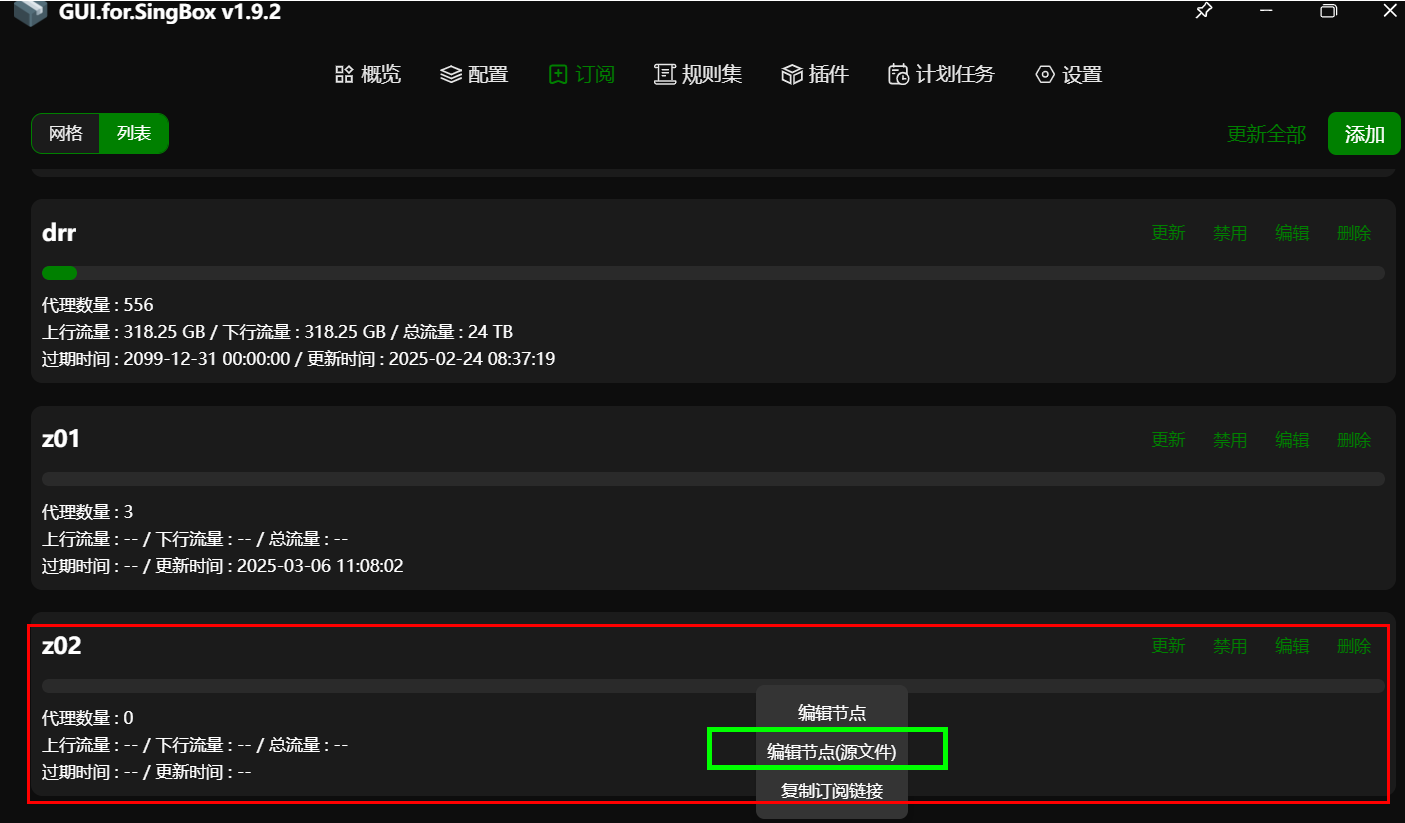 GUI.for.SingBox v1.9.2
概览 配置 订阅 规则集 插件 计划任务 设置
网格 列表 更新全部 添加
drr 更新 禁用 编辑 删除
代理数量 : 556
上行流量 : 318.25 GB / 下行流量 : 318.25 GB / 总流量 : 24 TB
过期时间 : 2099-12-31 00:00:00 / 更新时间 : 2025-02-24 08:37:19
z01 更新 禁用 编辑 删除
代理数量 : 3
上行流量 : -- / 下行流量 : -- / 总流量 : --
过期时间 : -- / 更新时间 : 2025-03-06 11:08:02
z02 更新 禁用 编辑 删除
代理数量 : 0
上行流量 : -- / 下行流量 : -- / 总流量 : --
过期时间 : -- / 更新时间 : --
编辑节点
编辑节点(源文件)
复制订阅链接